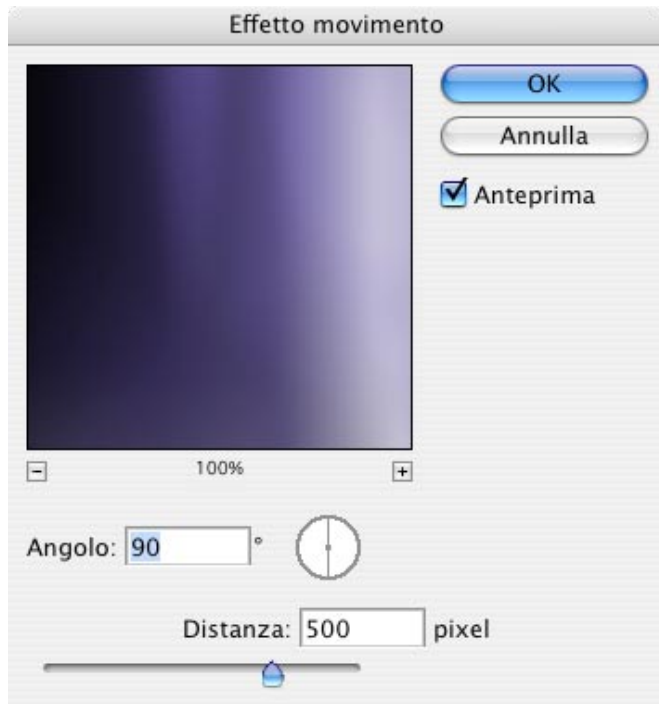 Effetto movimento
OK
Annulla
Anteprima
100%
Angolo: 90 °
Distanza: 500 pixel